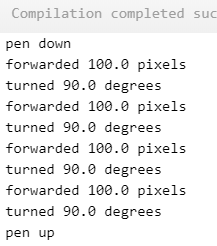 Compilation completed suc
pen down
forwarded 100.0 pixels
turned 90.0 degrees
forwarded 100.0 pixels
turned 90.0 degrees
forwarded 100.0 pixels
turned 90.0 degrees
forwarded 100.0 pixels
turned 90.0 degrees
pen up